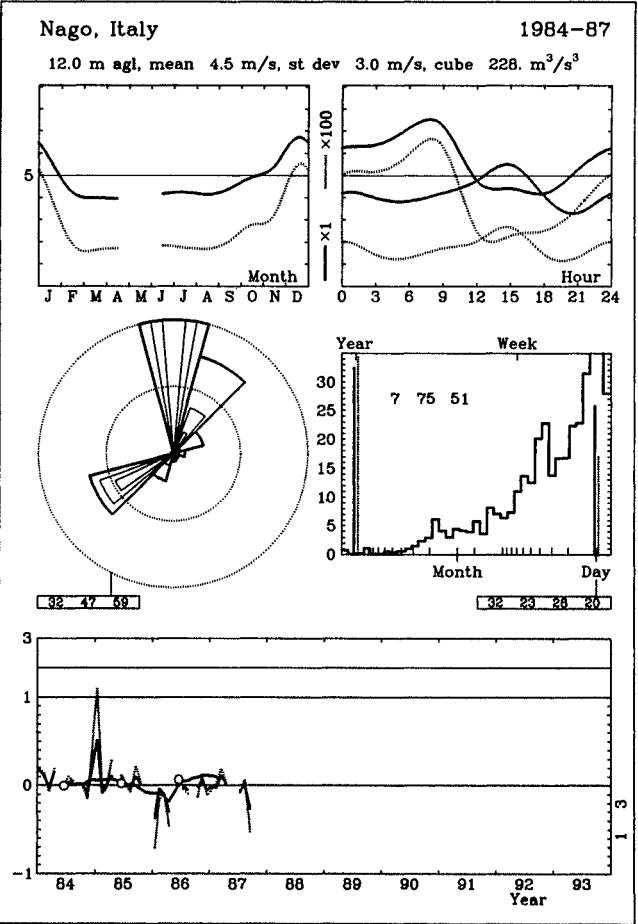 Nago, Italy 1984-87
12.0 m agl, mean 4.5 m/s, st dev 3.0 m/s, cube 228. m³/s³
5
×1 ×100
Month
Hour
J F M A M J J A S O N D
0 3 6 9 12 15 18 21 24
Year Week
30
25
20
15
10
5
0
7 75 51
Month Day
32 47 59
32 23 28 20
3
1
0
-1
1 3
84 85 86 87 88 89 90 91 92 93
Year